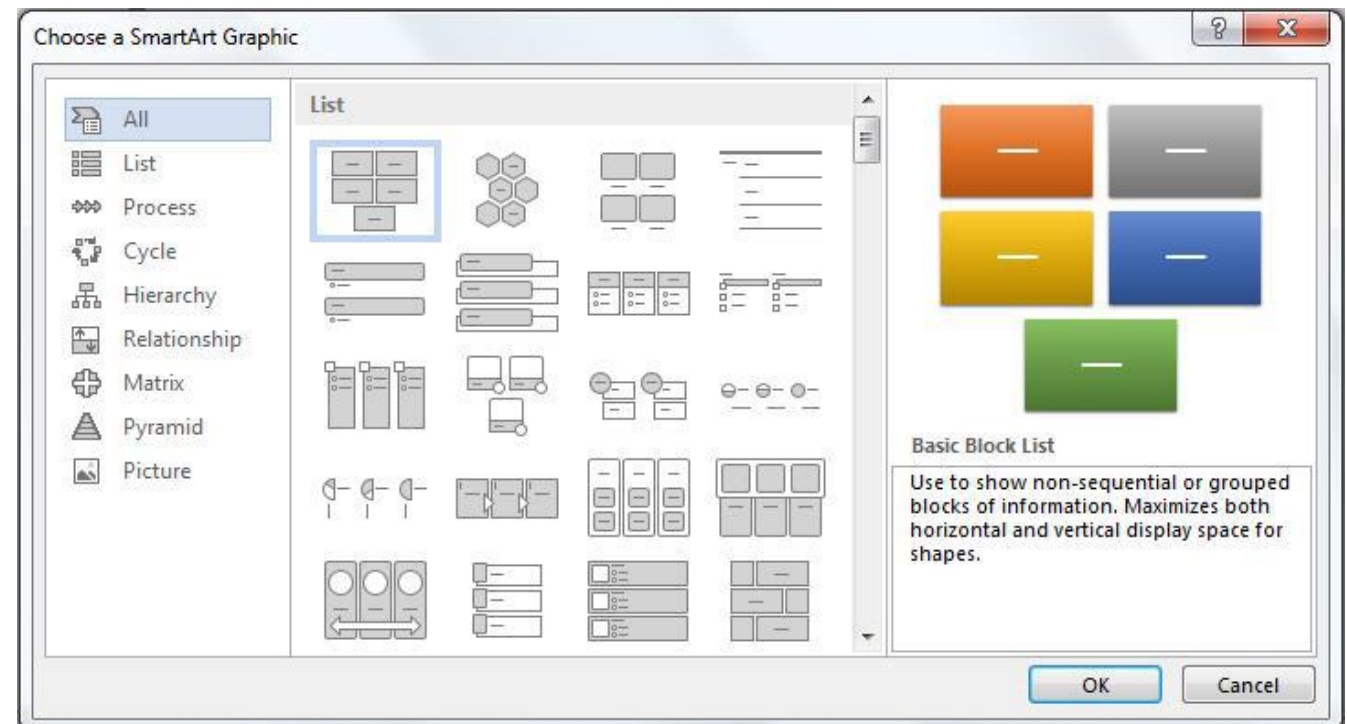 Choose a SmartArt Graphic
All
List
Process
Cycle
Hierarchy
Relationship
Matrix
Pyramid
Picture
List
Basic Block List
Use to show non-sequential or grouped
blocks of information. Maximizes both
horizontal and vertical display space for
shapes.
OK
Cancel